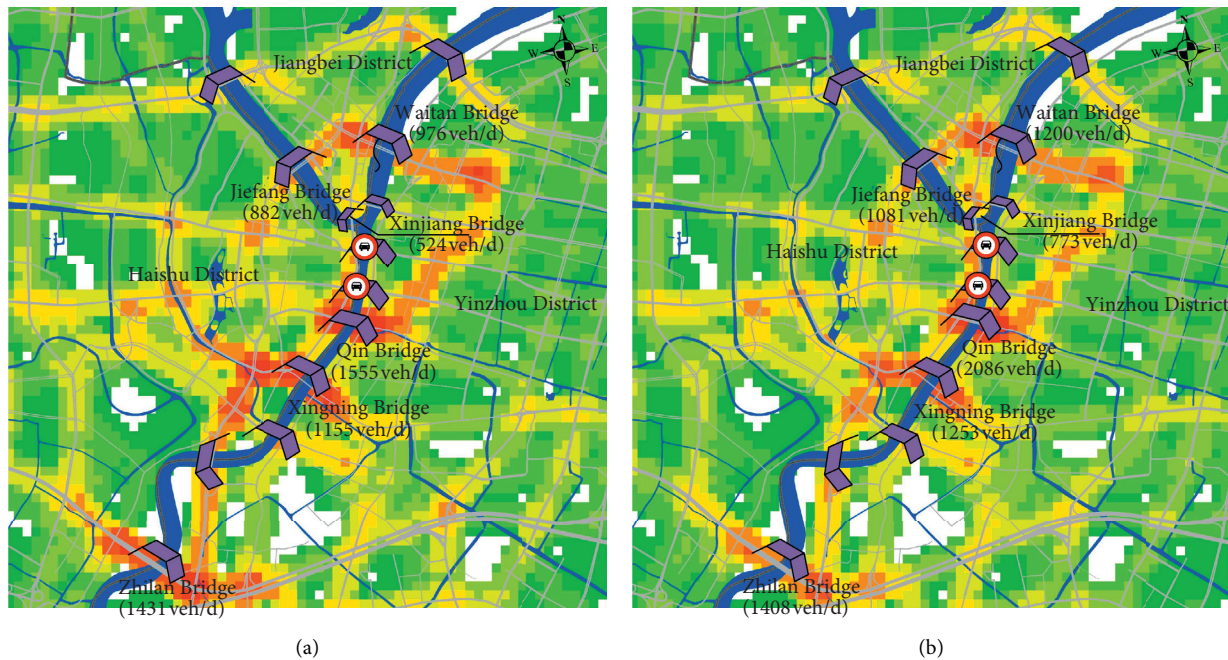 N
W E
S
Jiangbei District
Waitan Bridge
(976 veh/d)
Jiefang Bridge
(882 veh/d)
Xinjiang Bridge
(524 veh/d)
Haishu District
Yinzhou District
Qin Bridge
(1555 veh/d)
Xingning Bridge
(1155 veh/d)
Zhilan Bridge
(1431 veh/d)
(a)
N
W E
S
Jiangbei District
Waitan Bridge
(1200 veh/d)
Jiefang Bridge
(1081 veh/d)
Xinjiang Bridge
(773 veh/d)
Haishu District
Yinzhou District
Qin Bridge
(2086 veh/d)
Xingning Bridge
(1253 veh/d)
Zhilan Bridge
(1408 veh/d)
(b)